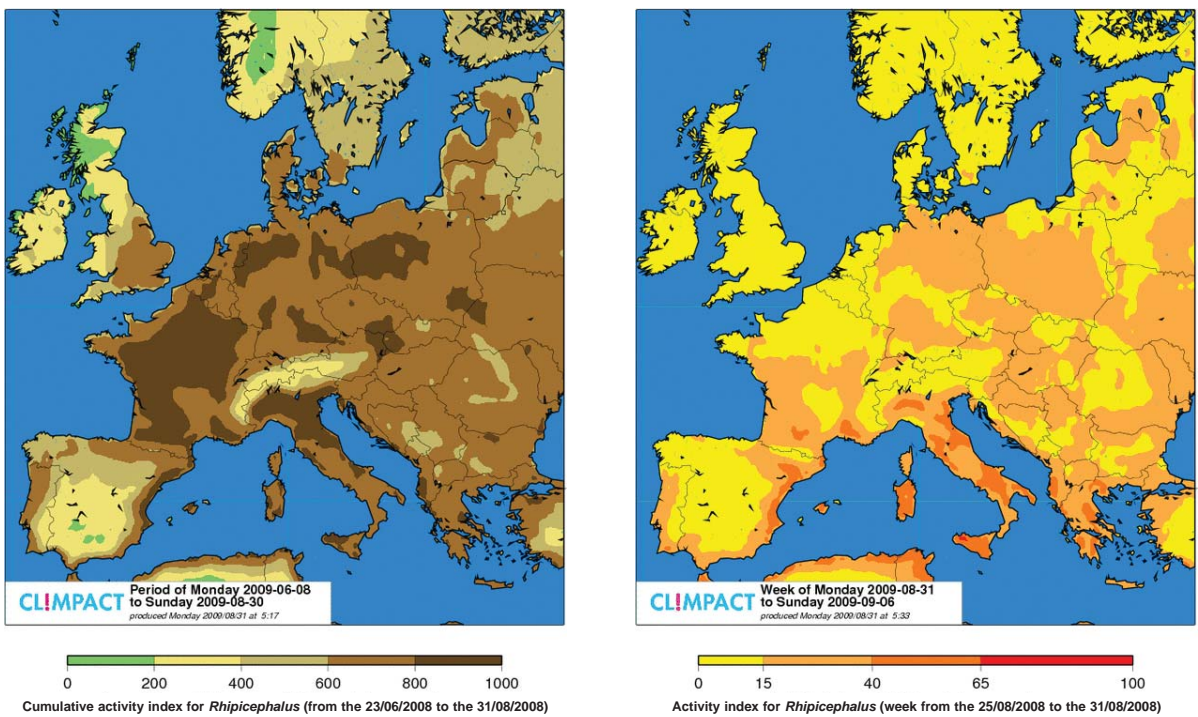 CL!MPACT
Period of Monday 2009-06-08
to Sunday 2009-08-30
produced Monday 2009/08/31 at 5:17
0 200 400 600 800 1000
Cumulative activity index for Rhipicephalus (from the 23/06/2008 to the 31/08/2008)
CL!MPACT
Week of Monday 2009-08-31
to Sunday 2009-09-06
produced Monday 2009/08/31 at 5:33
0 15 40 65 100
Activity index for Rhipicephalus (week from the 25/08/2008 to the 31/08/2008)